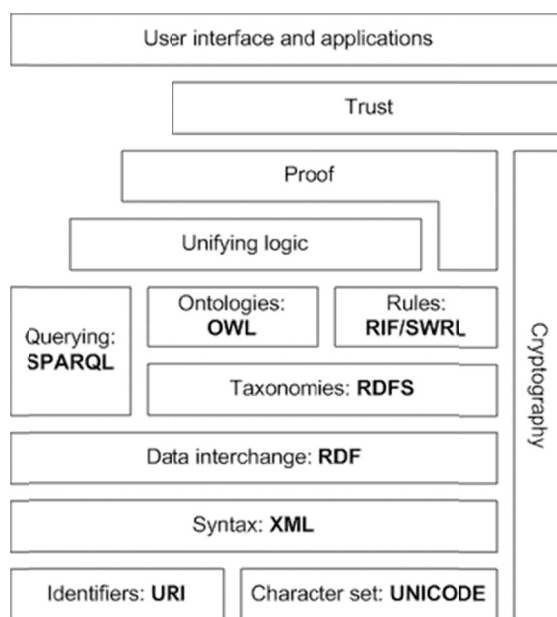 User interface and applications
Trust
Proof
Unifying logic
Ontologies:
OWL
Rules:
RIF/SWRL
Querying:
SPARQL
Taxonomies: RDFS
Cryptography
Data interchange: RDF
Syntax: XML
Identifiers: URI
Character set: UNICODE